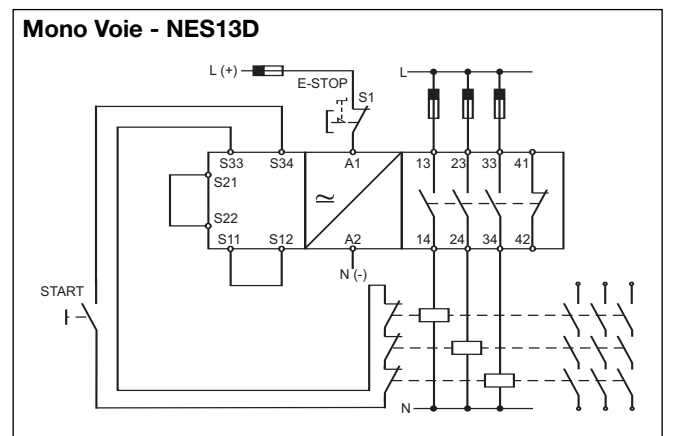 Mono Voie - NES13D
L (+)
E-STOP
L
S1
S33 S34 A1 13 23 33 41
S21
S22
S11 S12 A2 14 24 34 42
N (-)
START
N